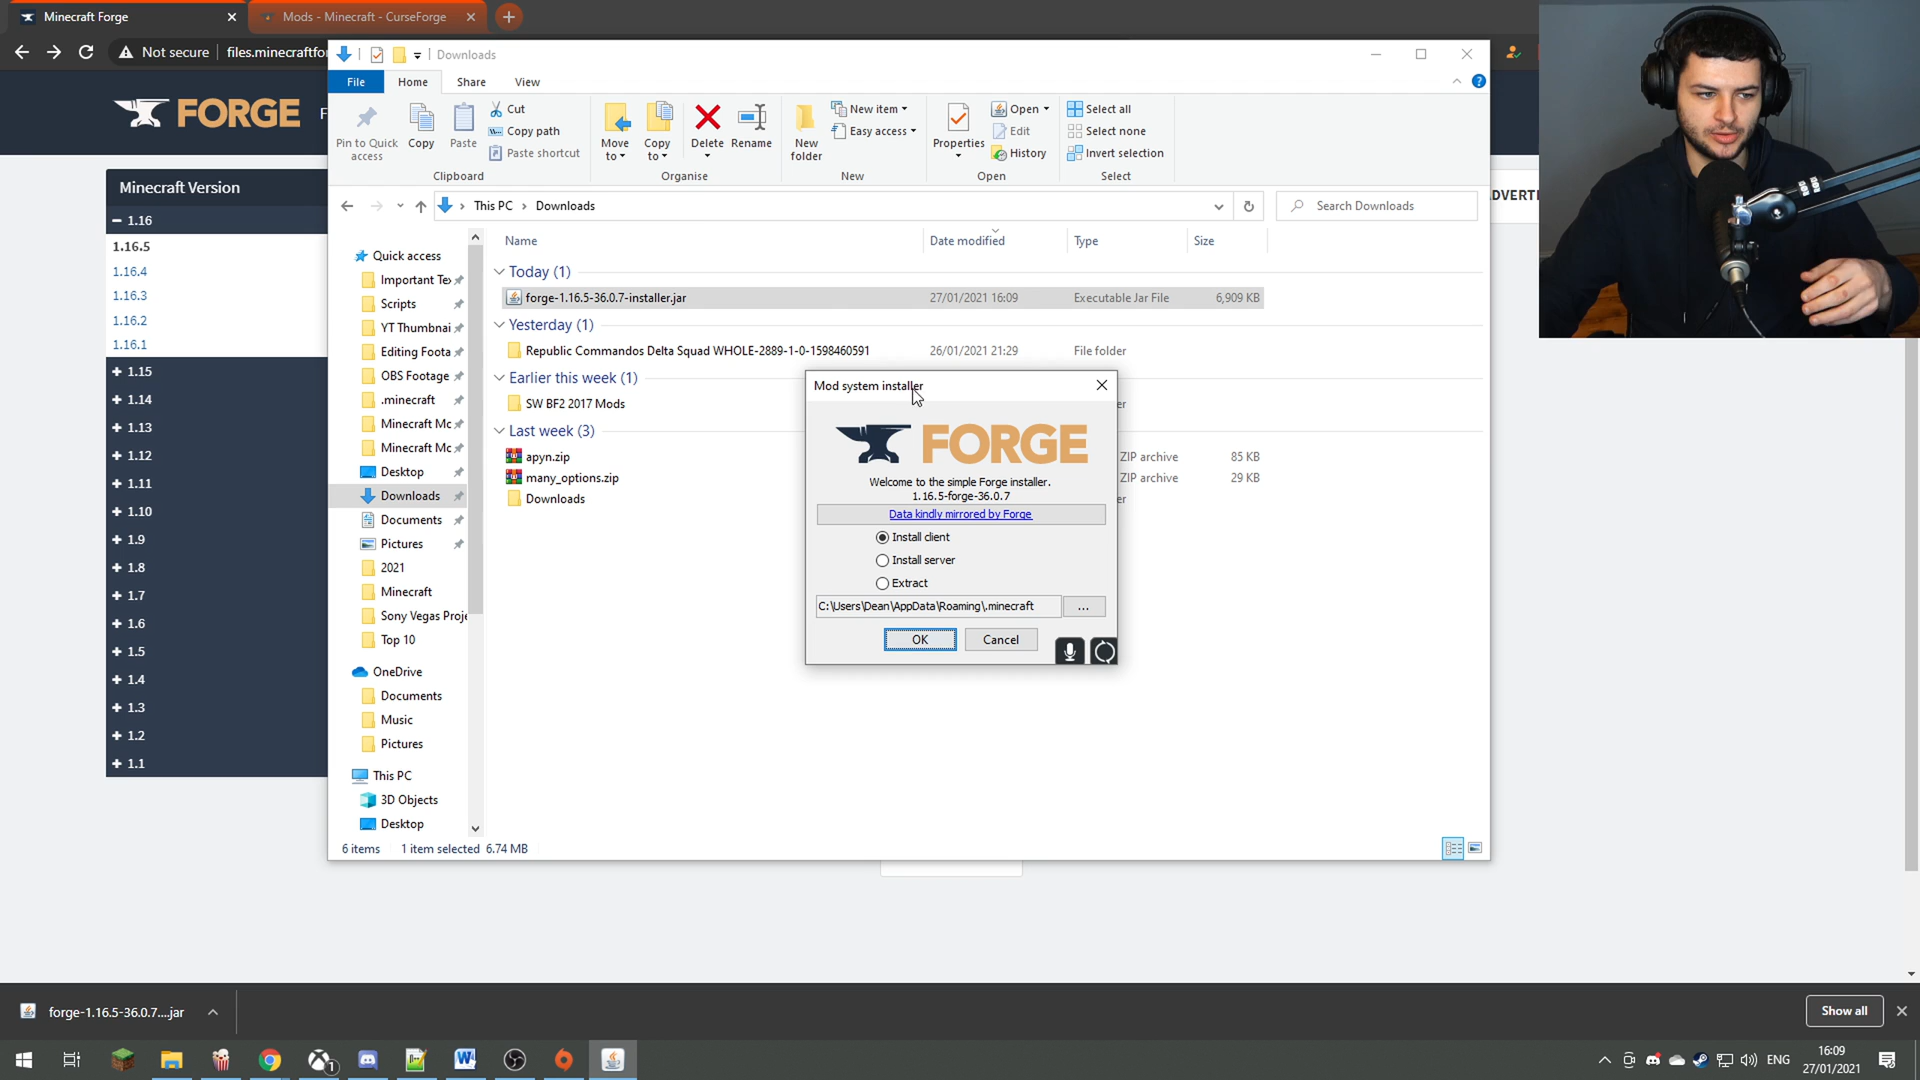 Minecraft Forge
Mods - Minecraft - CurseForge
Not secure
files.minecraftfo
FORGE
F
Downloads
File Home Share View
Pin to Quick access
Copy
Paste
Cut
Copy path
Paste shortcut
Clipboard
Move to
Copy to
Delete
Rename
Organise
New folder
New item
Easy access
New
Properties
Open
Edit
History
Open
Select all
Select none
Invert selection
Select
This PC > Downloads
Search Downloads
DVERTI
Minecraft Version
1.16
1.16.5
1.16.4
1.16.3
1.16.2
1.16.1
1.15
1.14
1.13
1.12
1.11
1.10
1.9
1.8
1.7
1.6
1.5
1.4
1.3
1.2
1.1
Quick access
Important Te
Scripts
YT Thumbnai
Editing Foota
OBS Footage
.minecraft
Minecraft Mc
Minecraft Mc
Desktop
Downloads
Documents
Pictures
2021
Minecraft
Sony Vegas Proje
Top 10
OneDrive
Documents
Music
Pictures
This PC
3D Objects
Desktop
Name Date modified Type Size
Today (1)
forge-1.16.5-36.0.7-installer.jar 27/01/2021 16:09 Executable Jar File 6,909 KB
Yesterday (1)
Republic Commandos Delta Squad WHOLE-2889-1-0-1598460591 26/01/2021 21:29 File folder
Earlier this week (1)
SW BF2 2017 Mods er
Last week (3)
apyn.zip ZIP archive 85 KB
many_options.zip ZIP archive 29 KB
Downloads er
Mod system installer
FORGE
Welcome to the simple Forge installer.
1.16.5-forge-36.0.7
Data kindly mirrored by Forge
Install client
Install server
Extract
C:\Users\Dean\AppData\Roaming\.minecraft
...
OK
Cancel
6 items 1 item selected 6.74 MB
forge-1.16.5-36.0.7....jar
Show all
1
ENG
16:09
27/01/2021